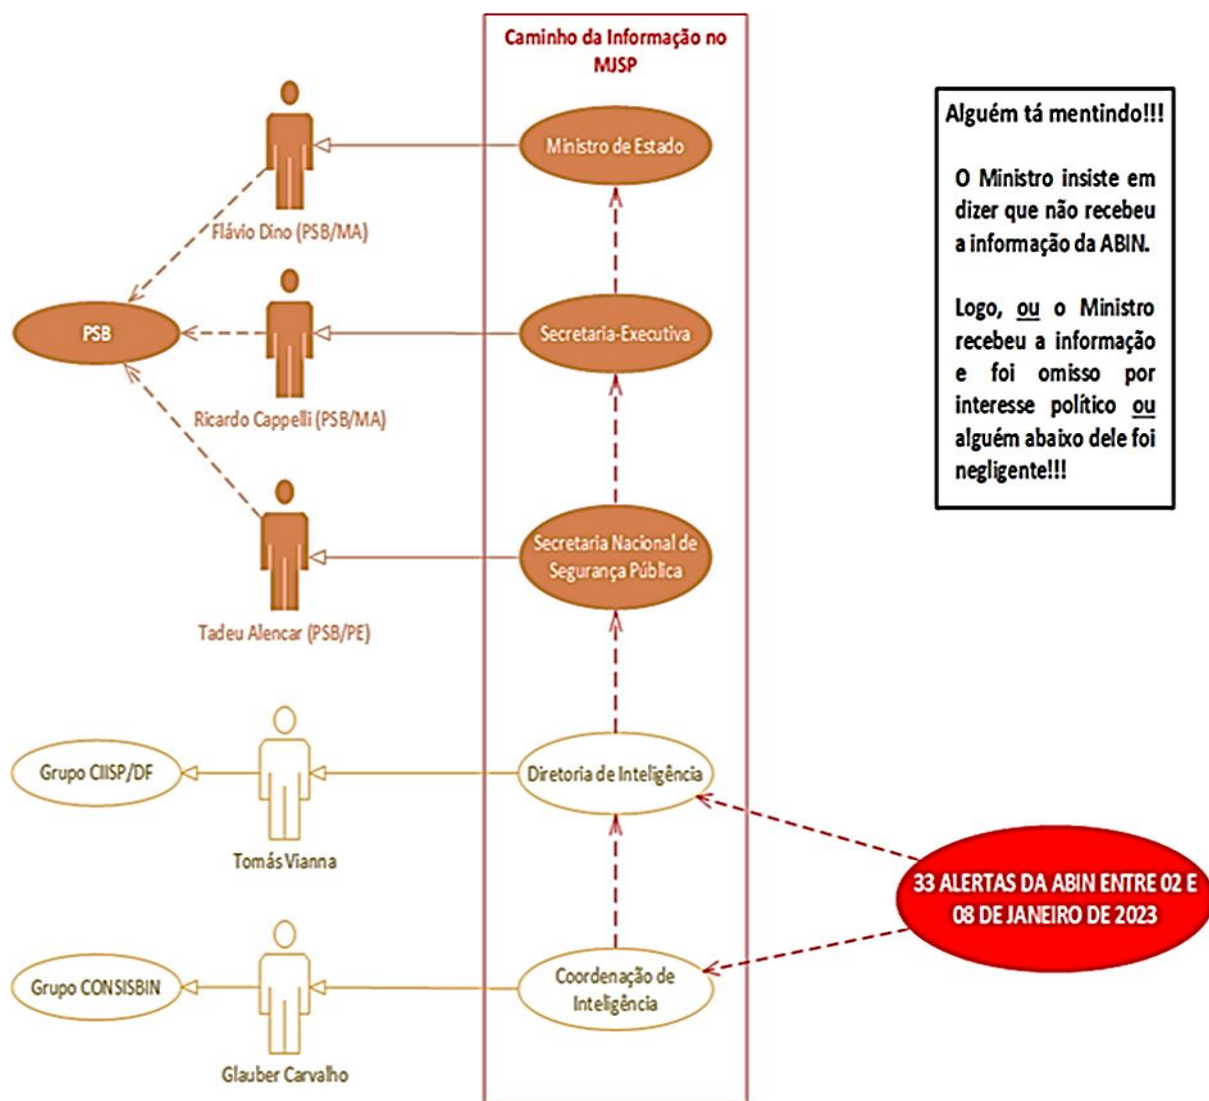 Caminho da Informação no
MJSP
Ministro de Estado
Flávio Dino (PSB/MA)
PSB
Secretaria-Executiva
Ricardo Cappelli (PSB/MA)
Secretaria Nacional de
Segurança Pública
Tadeu Alencar (PSB/PE)
Grupo CIISP/DF
Diretoria de Inteligência
Tomás Vianna
Grupo CONSISBIN
Coordenação de
Inteligência
Glauber Carvalho
Alguém tá mentindo!!!
O Ministro insiste em
dizer que não recebeu
a informação da ABIN.
Logo, ou o Ministro
recebeu a informação
e foi omisso por
interesse político ou
alguém abaixo dele foi
negligente!!!
33 ALERTAS DA ABIN ENTRE 02 E
08 DE JANEIRO DE 2023